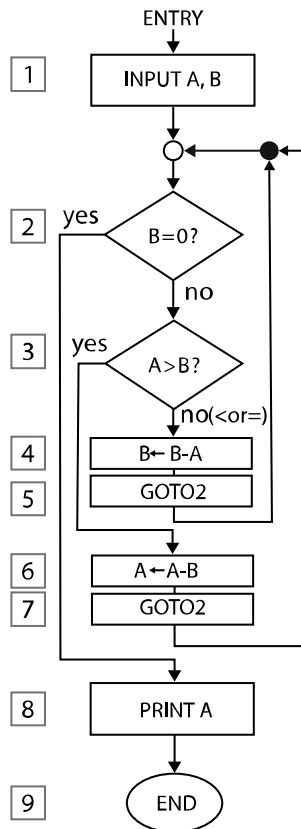 ENTRY
1
INPUT A, B
2
yes
B=0?
no
3
yes
A>B?
no(<or=)
4
B←B-A
5
GOTO2
6
A←A-B
7
GOTO2
8
PRINT A
9
END